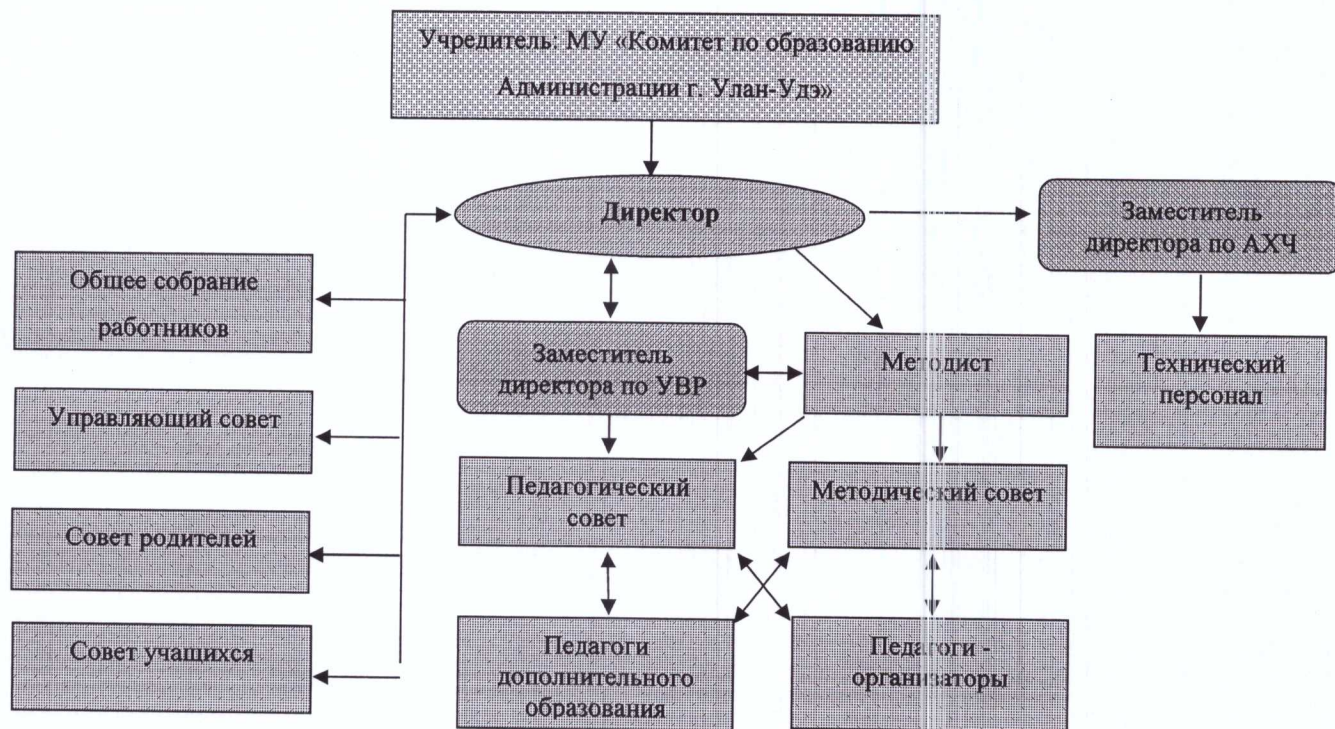 Учредитель: МУ «Комитет по образованию
Администрации г. Улан-Удэ»
Директор
Заместитель
директора по АХЧ
Общее собрание
работников
Заместитель
директора по УВР
Методист
Технический
персонал
Управляющий совет
Педагогический
совет
Методический совет
Совет родителей
Совет учащихся
Педагоги
дополнительного
образования
Педагоги -
организаторы